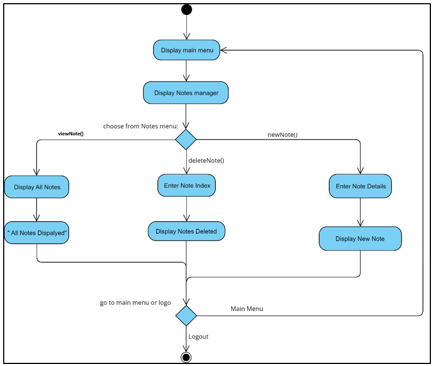 Display main menu
Display Notes manager
choose from Notes menu:
viewNote()
newNote()
deleteNote()
Display All Notes
Enter Note Index
Enter Note Details
" All Notes Dispalyed"
Display Notes Deleted
Display New Note
go to main menu or logo
Main Menu
Logout